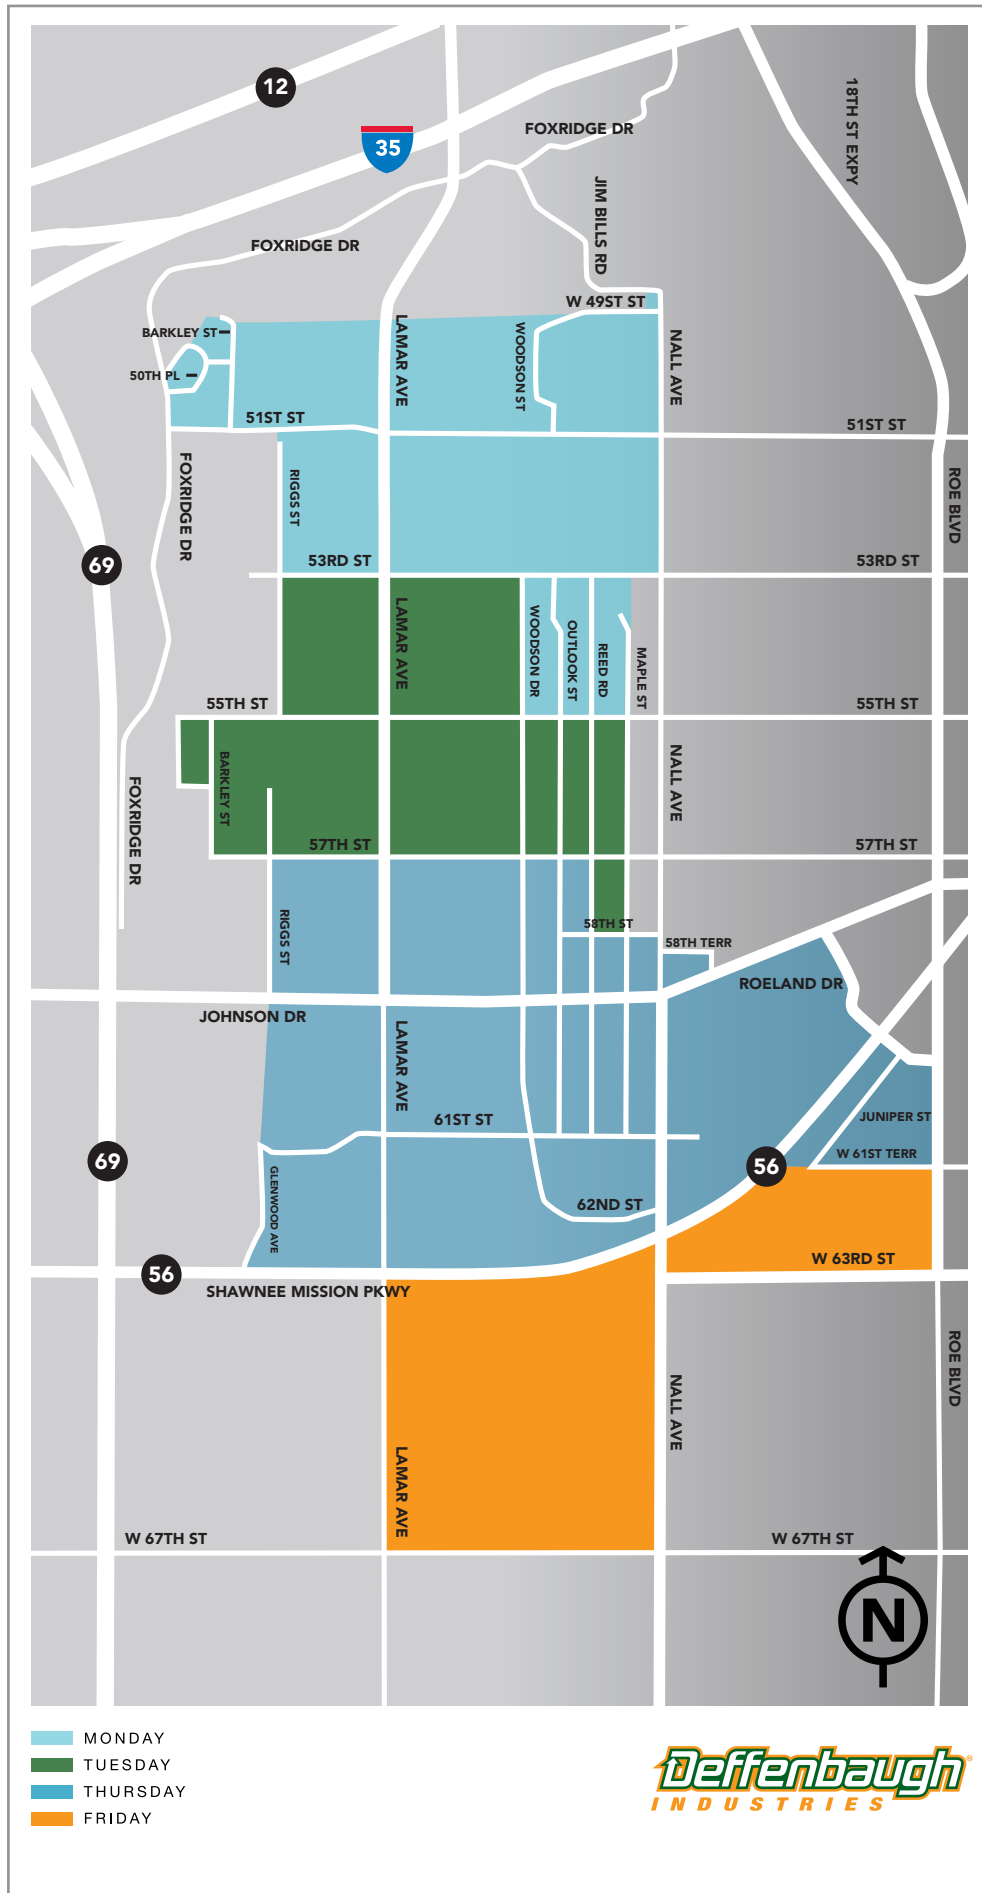 12
35
FOXRIDGE DR
18TH ST EXPY
JIM BILLS RD
FOXRIDGE DR
W 49ST ST
BARKLEY ST
LAMAR AVE
WOODSON ST
NALL AVE
50TH PL
51ST ST
51ST ST
FOXRIDGE DR
RIGGS ST
ROE BLVD
69
53RD ST
53RD ST
LAMAR AVE
WOODSON DR
OUTLOOK ST
REED RD
MAPLE ST
55TH ST
55TH ST
BARKLEY ST
NALL AVE
FOXRIDGE DR
57TH ST
57TH ST
RIGGS ST
58TH ST
58TH TERR
ROELAND DR
JOHNSON DR
LAMAR AVE
61ST ST
JUNIPER ST
W 61ST TERR
69
56
GLENWOOD AVE
62ND ST
W 63RD ST
56
SHAWNEE MISSION PKWY
ROE BLVD
NALL AVE
LAMAR AVE
W 67TH ST
W 67TH ST
N
MONDAY
TUESDAY
THURSDAY
FRIDAY
Deffenbaugh®
INDUSTRIES